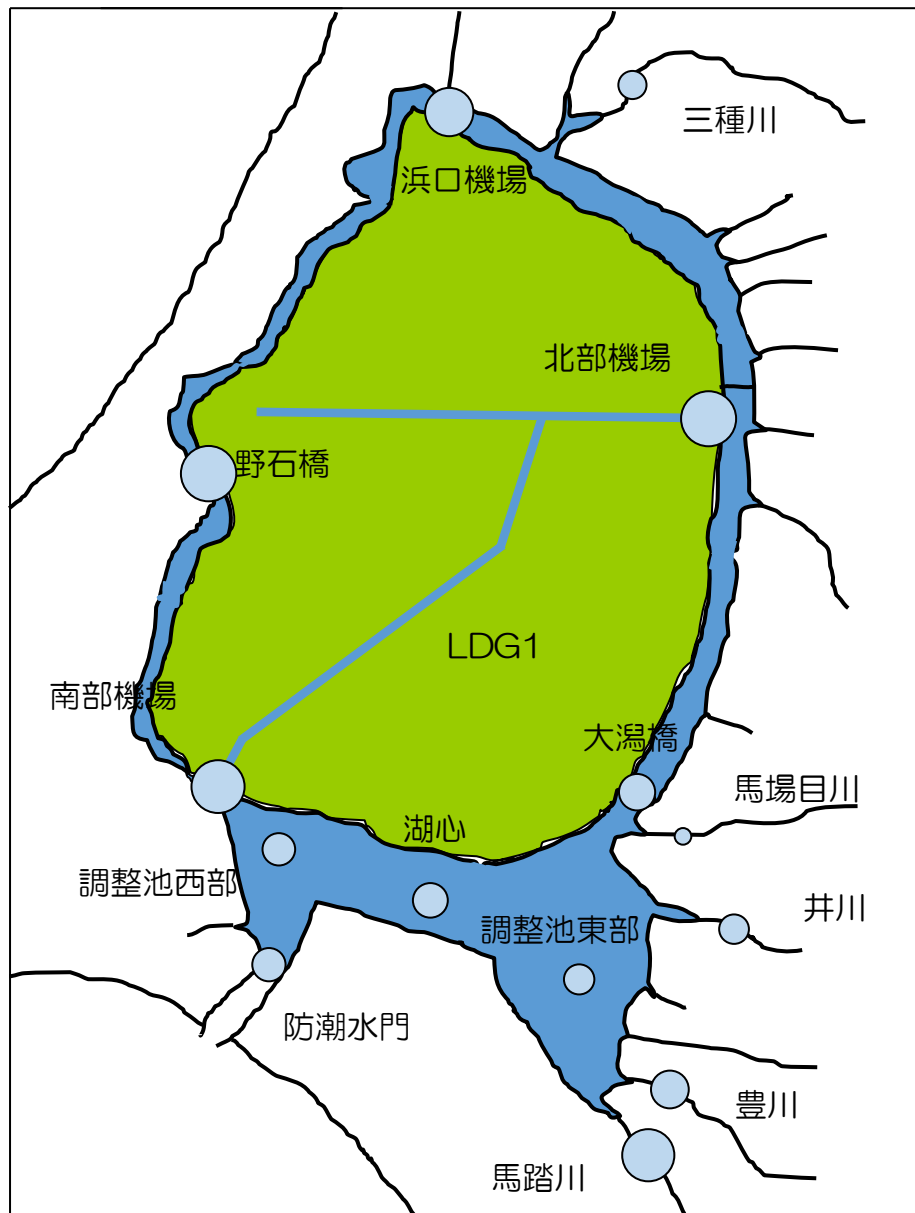 三種川
浜口機場
北部機場
野石橋
LDG1
南部機場
大潟橋
馬場目川
湖心
調整池西部
井川
調整池東部
防潮水門
豊川
馬踏川